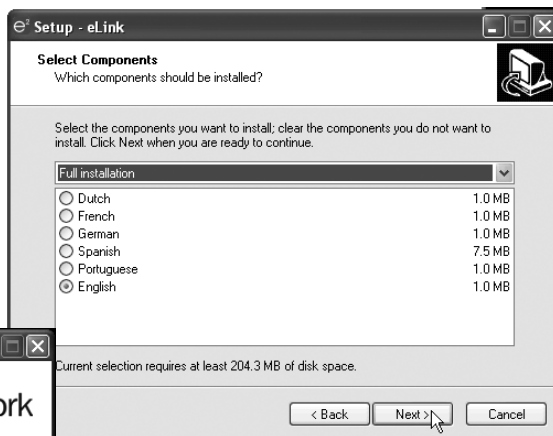 e² Setup - eLink
Select Components
Which components should be installed?
Select the components you want to install; clear the components you do not want to
install. Click Next when you are ready to continue.
Full installation
Dutch 1.0 MB
French 1.0 MB
German 1.0 MB
Spanish 7.5 MB
Portuguese 1.0 MB
English 1.0 MB
Current selection requires at least 204.3 MB of disk space.
< Back Next > Cancel